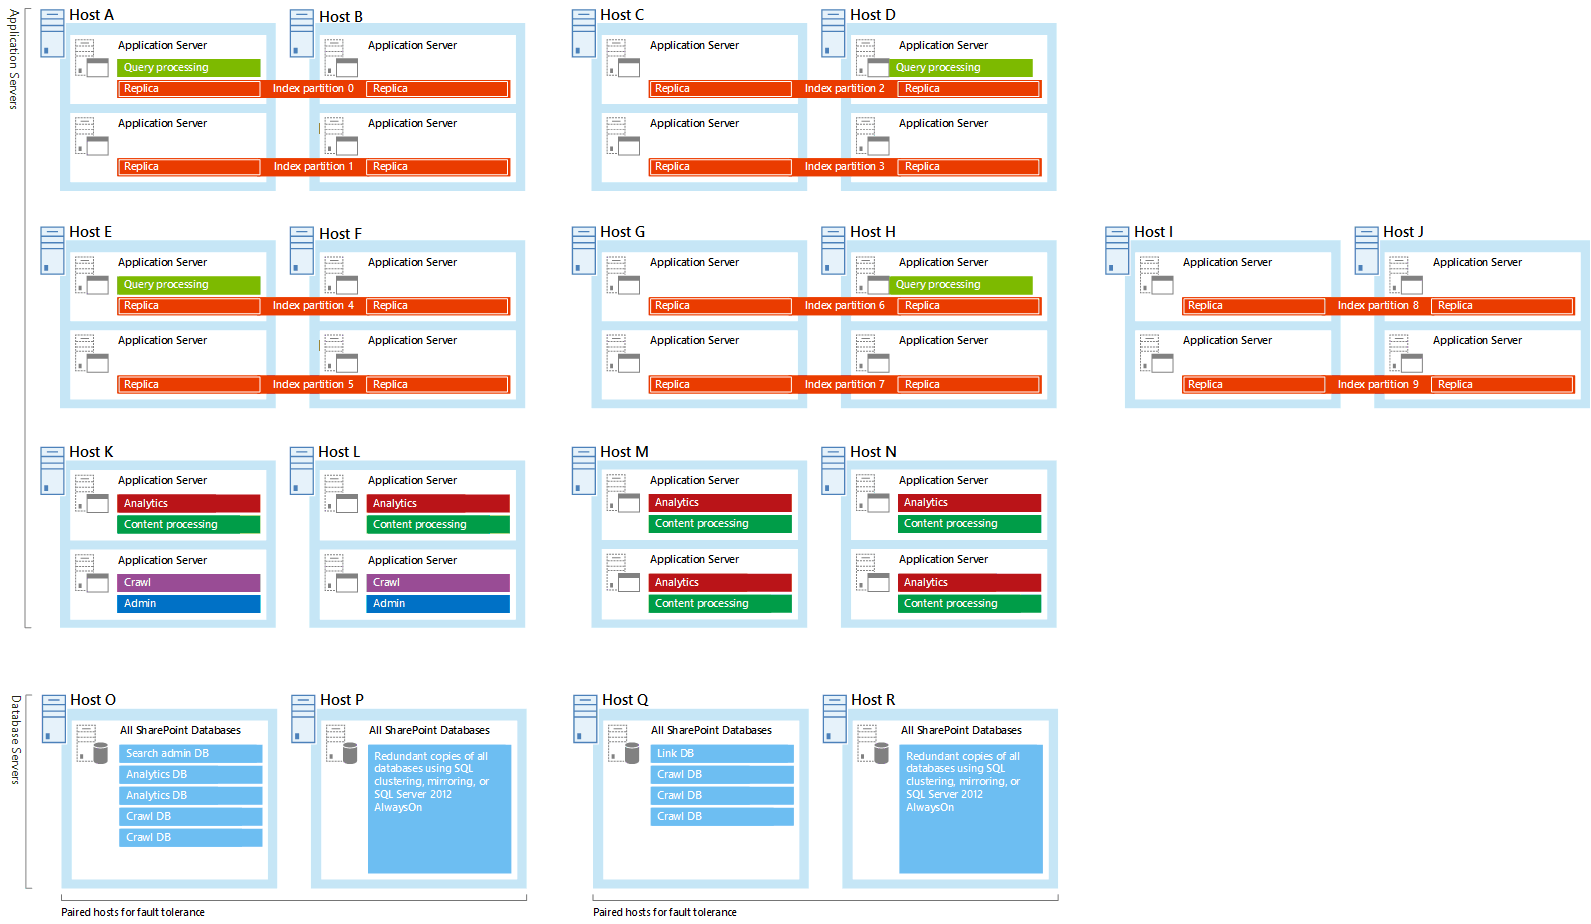 Application Servers
Host A
Host B
Host C
Host D
Application Server
Application Server
Application Server
Application Server
Query processing
Query processing
Replica Index partition 0 Replica
Replica Index partition 2 Replica
Application Server
Application Server
Application Server
Application Server
Replica Index partition 1 Replica
Replica Index partition 3 Replica
Host E
Host F
Host G
Host H
Host I
Host J
Application Server
Application Server
Application Server
Application Server
Application Server
Application Server
Query processing
Query processing
Replica Index partition 4 Replica
Replica Index partition 6 Replica
Replica Index partition 8 Replica
Application Server
Application Server
Application Server
Application Server
Application Server
Application Server
Replica Index partition 5 Replica
Replica Index partition 7 Replica
Replica Index partition 9 Replica
Host K
Host L
Host M
Host N
Application Server
Application Server
Application Server
Application Server
Analytics
Analytics
Analytics
Analytics
Content processing
Content processing
Content processing
Content processing
Application Server
Application Server
Application Server
Application Server
Crawl
Crawl
Analytics
Analytics
Admin
Admin
Content processing
Content processing
Database Servers
Host O
All SharePoint Databases
Search admin DB
Analytics DB
Analytics DB
Crawl DB
Crawl DB
Host P
All SharePoint Databases
Redundant copies of all
databases using SQL
clustering, mirroring, or
SQL Server 2012
AlwaysOn
Host Q
All SharePoint Databases
Link DB
Crawl DB
Crawl DB
Crawl DB
Host R
All SharePoint Databases
Redundant copies of all
databases using SQL
clustering, mirroring, or
SQL Server 2012
AlwaysOn
Paired hosts for fault tolerance
Paired hosts for fault tolerance